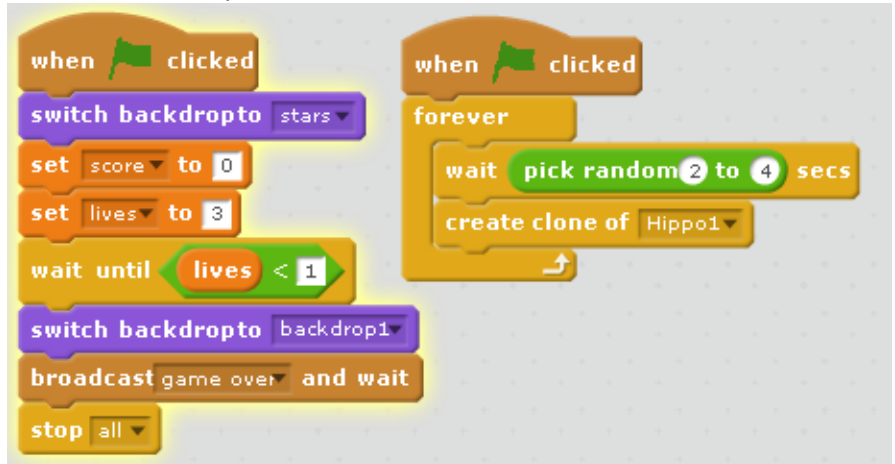 when clicked
switch backdropto stars
set score to 0
set lives to 3
wait until lives < 1
switch backdropto backdrop1
broadcast game over and wait
stop all
when clicked
forever
wait pick random 2 to 4 secs
create clone of Hippo1